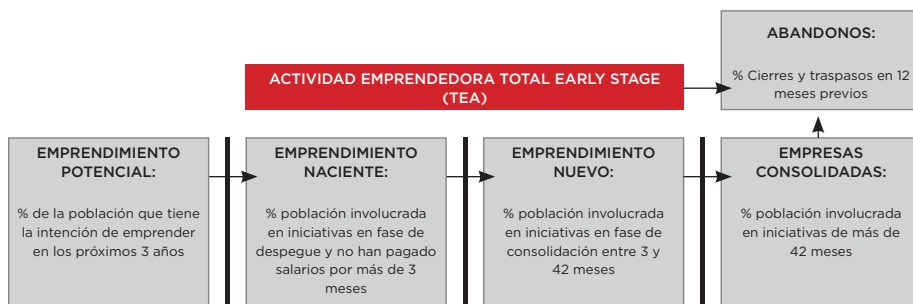 ABANDONOS:
% Cierres y traspasos en 12
meses previos
ACTIVIDAD EMPRENDEDORA TOTAL EARLY STAGE
(TEA)
EMPRENDIMIENTO
POTENCIAL:
% de la población que tiene
la intención de emprender
en los próximos 3 años
EMPRENDIMIENTO
NACIENTE:
% población involucrada
en iniciativas en fase de
despegue y no han pagado
salarios por más de 3
meses
EMPRENDIMIENTO
NUEVO:
% población involucrada
en iniciativas en fase de
consolidación entre 3 y
42 meses
EMPRESAS
CONSOLIDADAS:
% población involucrada
en iniciativas de más de
42 meses